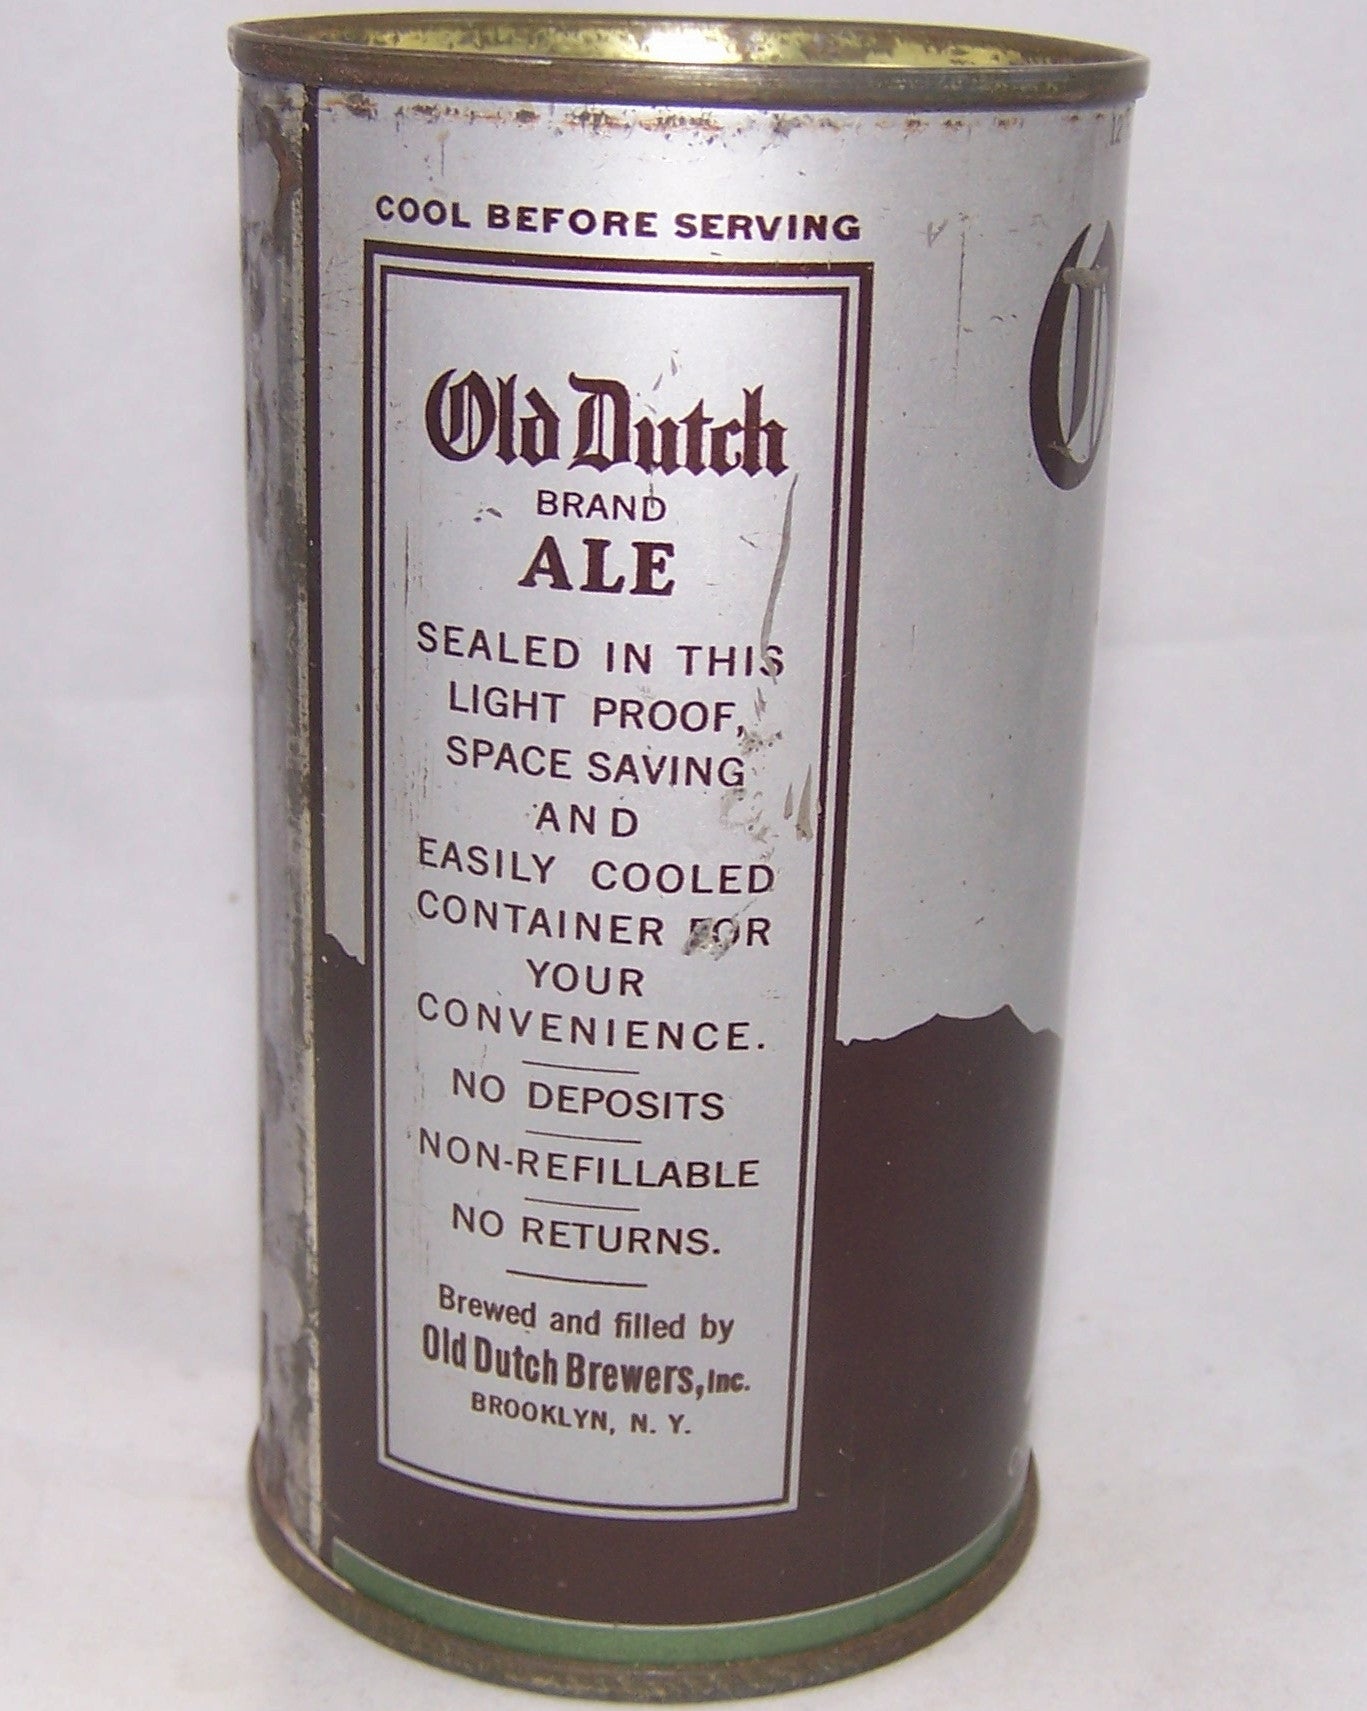 COOL BEFORE SERVING
Old Dutch
BRAND
ALE
SEALED IN THIS
LIGHT PROOF,
SPACE SAVING
AND
EASILY COOLED
CONTAINER FOR
YOUR
CONVENIENCE.
NO DEPOSITS
NON-REFILLABLE
NO RETURNS.
Brewed and filled by
Old Dutch Brewers, Inc.
BROOKLYN, N. Y.
12
O